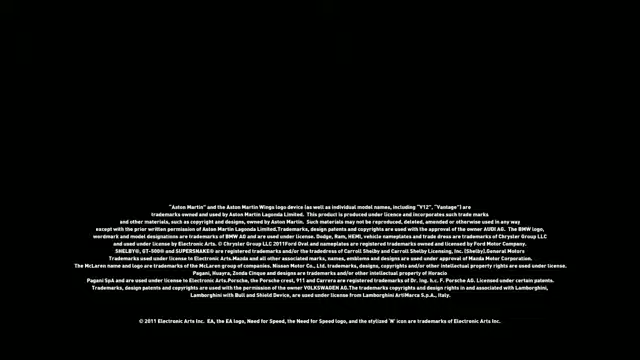 "Aston Martin" and the Aston Martin Wings logo device (as well as individual model names, including "V12", "Vantage") are
trademarks owned and used by Aston Martin Lagonda Limited. This product is produced under licence and incorporates such trade marks
and other materials, such as copyright and designs, owned by Aston Martin. Such materials may not be reproduced, deleted, amended or otherwise used in any way
except with the prior written permission of Aston Martin Lagonda Limited.Trademarks, design patents and copyrights are used with the approval of the owner AUDI AG. The BMW logo,
wordmark and model designations are trademarks of BMW AG and are used under license. Dodge, Ram, HEMI, vehicle nameplates and trade dress are trademarks of Chrysler Group LLC
and used under license by Electronic Arts. © Chrysler Group LLC 2011Ford Oval and nameplates are registered trademarks owned and licensed by Ford Motor Company.
SHELBY®, GT-500® and SUPERSNAKE® are registered trademarks and/or the tradedress of Carroll Shelby and Carroll Shelby Licensing, Inc. (Shelby).General Motors
Trademarks used under license to Electronic Arts.Mazda and all other associated marks, names, emblems and designs are used under approval of Mazda Motor Corporation.
The McLaren name and logo are trademarks of the McLaren group of companies. Nissan Motor Co., Ltd. trademarks, designs, copyrights and/or other intellectual property rights are used under license.
Pagani, Huayra, Zonda Cinque and designs are trademarks and/or other intellectual property of Horacio
Pagani SpA and are used under license to Electronic Arts.Porsche, the Porsche crest, 911 and Carrera are registered trademarks of Dr. Ing. h.c. F. Porsche AG. Licensed under certain patents.
Trademarks, design patents and copyrights are used with the permission of the owner VOLKSWAGEN AG.The trademarks copyrights and design rights in and associated with Lamborghini,
Lamborghini with Bull and Shield Device, are used under license from Lamborghini ArtiMarca S.p.A., Italy.
© 2011 Electronic Arts Inc. EA, the EA logo, Need for Speed, the Need for Speed logo, and the stylized 'N' icon are trademarks of Electronic Arts Inc.